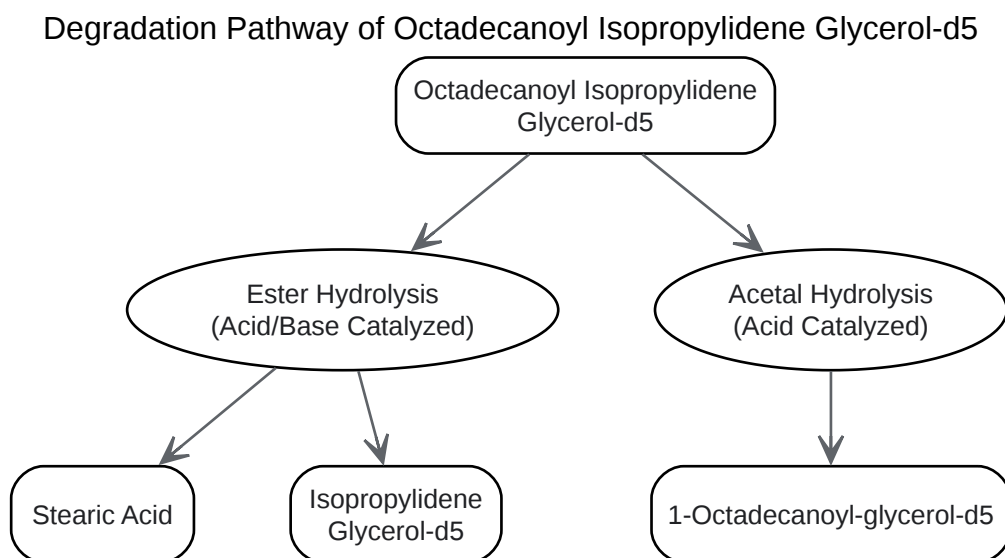 Degradation Pathway of Octadecanoyl Isopropylidene Glycerol-d5
Octadecanoyl Isopropylidene
Glycerol-d5
Ester Hydrolysis
(Acid/Base Catalyzed)
Acetal Hydrolysis
(Acid Catalyzed)
Stearic Acid
Isopropylidene
Glycerol-d5
1-Octadecanoyl-glycerol-d5